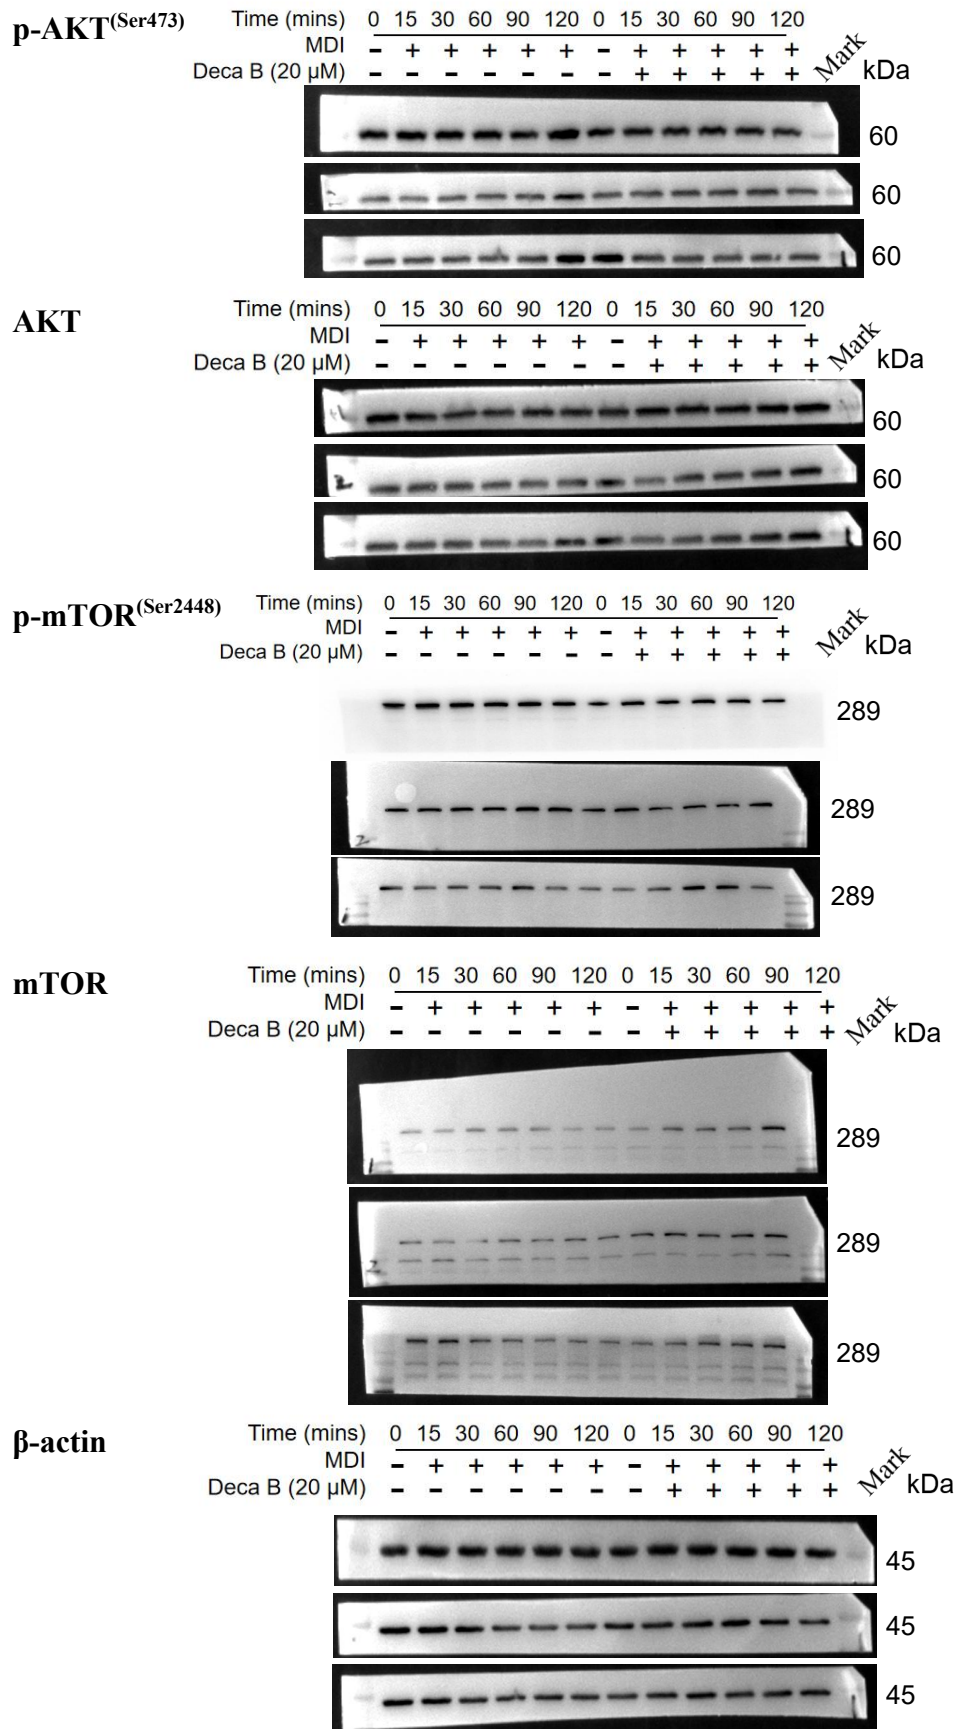 p-AKT(Ser473)
Time (mins) 0 15 30 60 90 120 0 15 30 60 90 120
MDI - + + + + + - + + + + +
Deca B (20 µM) - - - - - - - + + + + +
Mark kDa
60
60
60
AKT
Time (mins) 0 15 30 60 90 120 0 15 30 60 90 120
MDI - + + + + + - + + + + +
Deca B (20 µM) - - - - - - - + + + + +
Mark kDa
60
2 60
60
p-mTOR(Ser2448)
Time (mins) 0 15 30 60 90 120 0 15 30 60 90 120
MDI - + + + + + - + + + + +
Deca B (20 µM) - - - - - - - + + + + +
Mark kDa
289
2 289
289
mTOR
Time (mins) 0 15 30 60 90 120 0 15 30 60 90 120
MDI - + + + + + - + + + + +
Deca B (20 µM) - - - - - - - + + + + +
Mark kDa
289
2 289
289
β-actin
Time (mins) 0 15 30 60 90 120 0 15 30 60 90 120
MDI - + + + + + - + + + + +
Deca B (20 µM) - - - - - - - + + + + +
Mark kDa
45
45
45